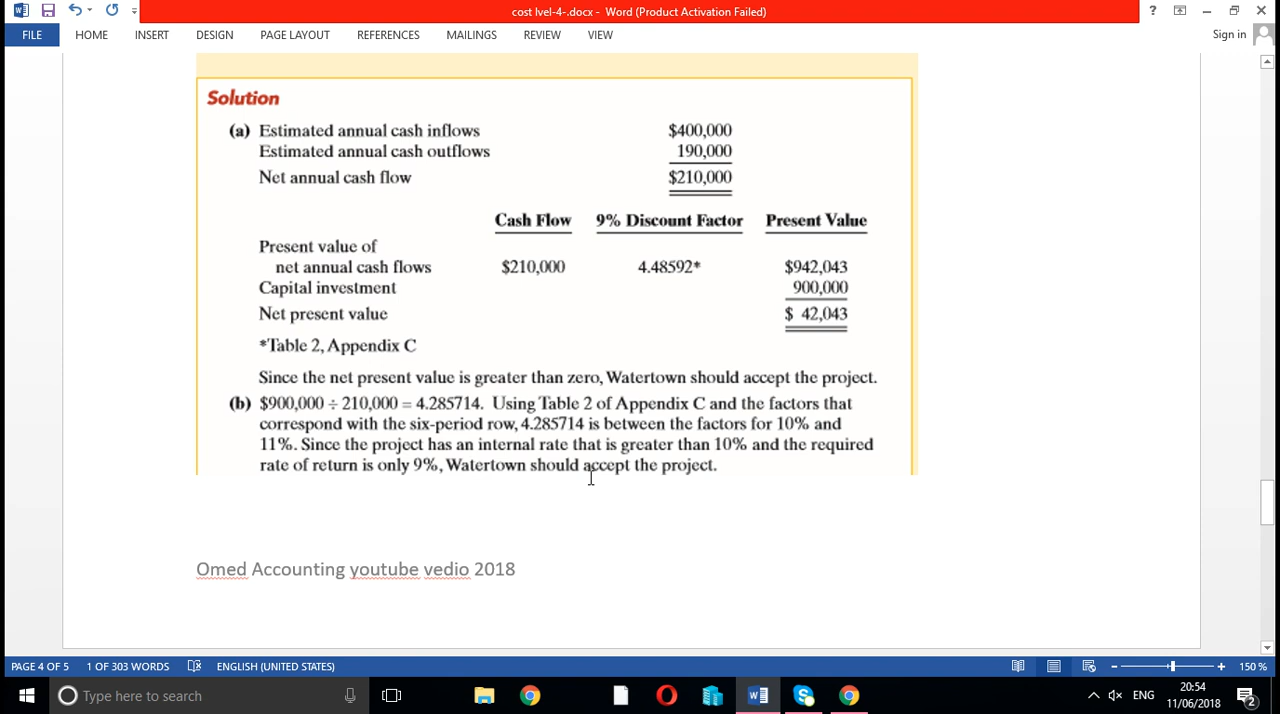 cost lvel-4-.docx - Word (Product Activation Failed)
?
FILE HOME INSERT DESIGN PAGE LAYOUT REFERENCES MAILINGS REVIEW VIEW Sign in
Solution
(a) Estimated annual cash inflows $400,000
Estimated annual cash outflows 190,000
Net annual cash flow $210,000
Cash Flow 9% Discount Factor Present Value
Present value of
net annual cash flows $210,000 4.48592* $942,043
Capital investment 900,000
Net present value $ 42,043
*Table 2, Appendix C
Since the net present value is greater than zero, Watertown should accept the project.
(b) $900,000 ÷ 210,000 = 4.285714. Using Table 2 of Appendix C and the factors that
correspond with the six-period row, 4.285714 is between the factors for 10% and
11%. Since the project has an internal rate that is greater than 10% and the required
rate of return is only 9%, Watertown should accept the project.
Omed Accounting youtube vedio 2018
PAGE 4 OF 5 1 OF 303 WORDS ENGLISH (UNITED STATES) 150 %
Type here to search ENG 20:54
11/06/2018 2